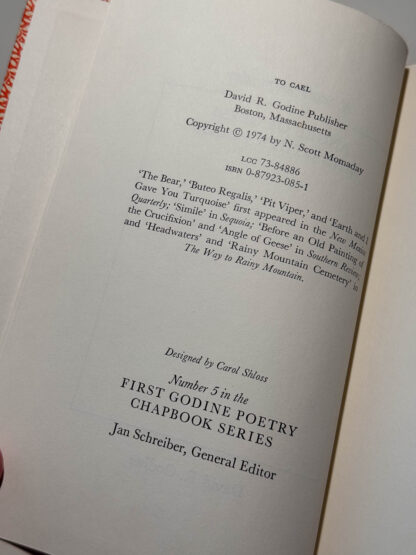 TO CAEL
David R. Godine Publisher
Boston, Massachusetts
Copyright © 1974 by N. Scott Momaday
LCC 73-84886
ISBN 0-87923-085-1
'The Bear,' 'Buteo Regalis,' 'Pit Viper,' and 'Earth and I
Gave You Turquoise' first appeared in the New Mexico
Quarterly; 'Simile' in Sequoia; 'Before an Old Painting of
the Crucifixion' and 'Angle of Geese' in Southern Review;
and 'Headwaters' and 'Rainy Mountain Cemetery' in
The Way to Rainy Mountain.
Designed by Carol Shloss
Number 5 in the
FIRST GODINE POETRY
CHAPBOOK SERIES
Jan Schreiber, General Editor